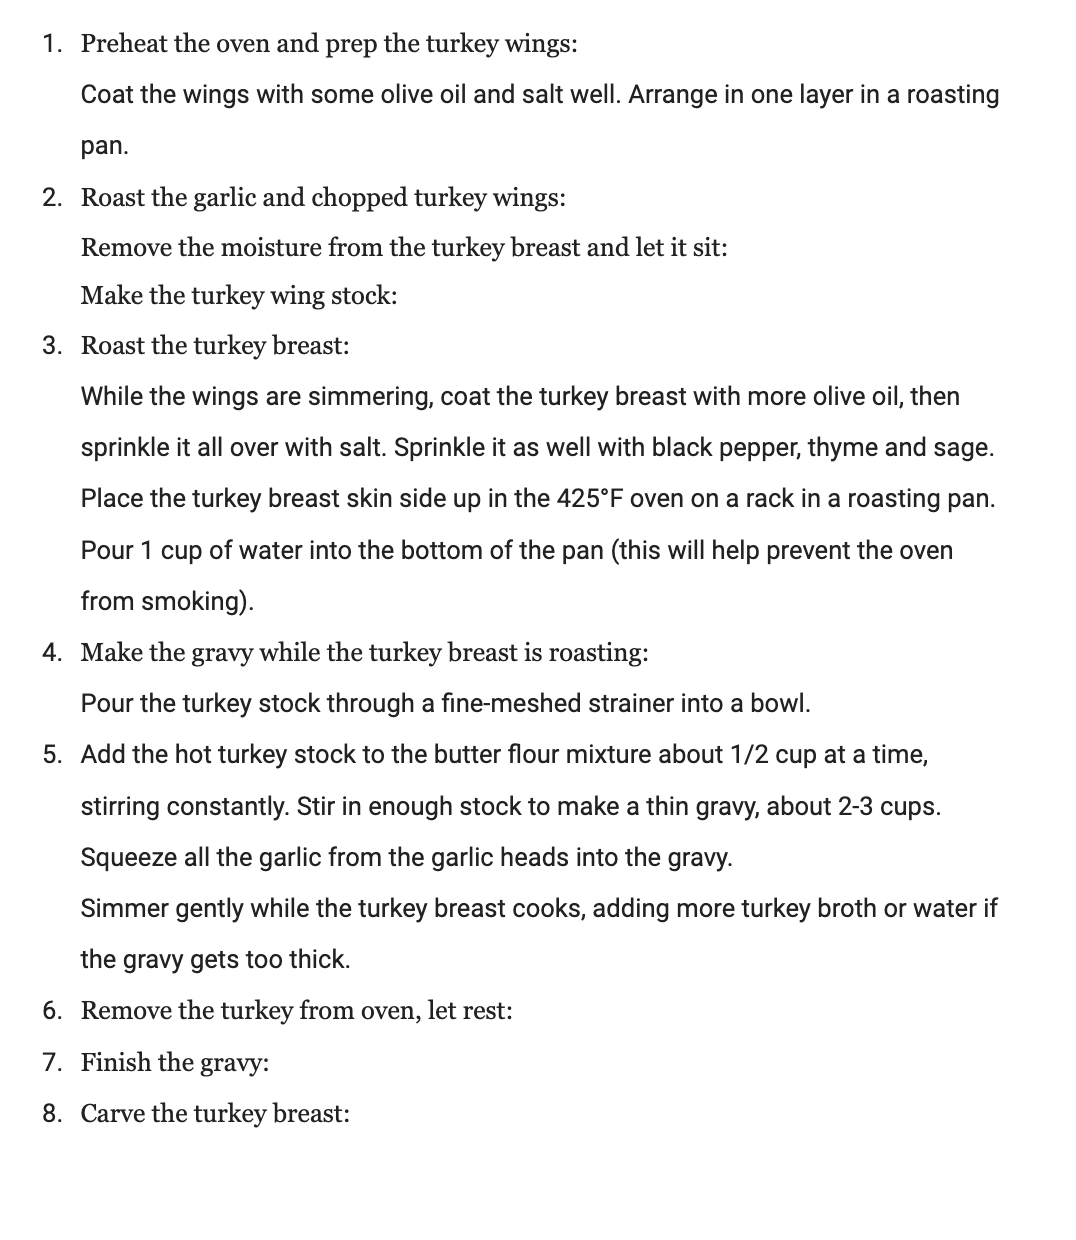 1. Preheat the oven and prep the turkey wings:
Coat the wings with some olive oil and salt well. Arrange in one layer in a roasting
pan.
2. Roast the garlic and chopped turkey wings:
Remove the moisture from the turkey breast and let it sit:
Make the turkey wing stock:
3. Roast the turkey breast:
While the wings are simmering, coat the turkey breast with more olive oil, then
sprinkle it all over with salt. Sprinkle it as well with black pepper, thyme and sage.
Place the turkey breast skin side up in the 425°F oven on a rack in a roasting pan.
Pour 1 cup of water into the bottom of the pan (this will help prevent the oven
from smoking).
4. Make the gravy while the turkey breast is roasting:
Pour the turkey stock through a fine-meshed strainer into a bowl.
5. Add the hot turkey stock to the butter flour mixture about 1/2 cup at a time,
stirring constantly. Stir in enough stock to make a thin gravy, about 2-3 cups.
Squeeze all the garlic from the garlic heads into the gravy.
Simmer gently while the turkey breast cooks, adding more turkey broth or water if
the gravy gets too thick.
6. Remove the turkey from oven, let rest:
7. Finish the gravy:
8. Carve the turkey breast: